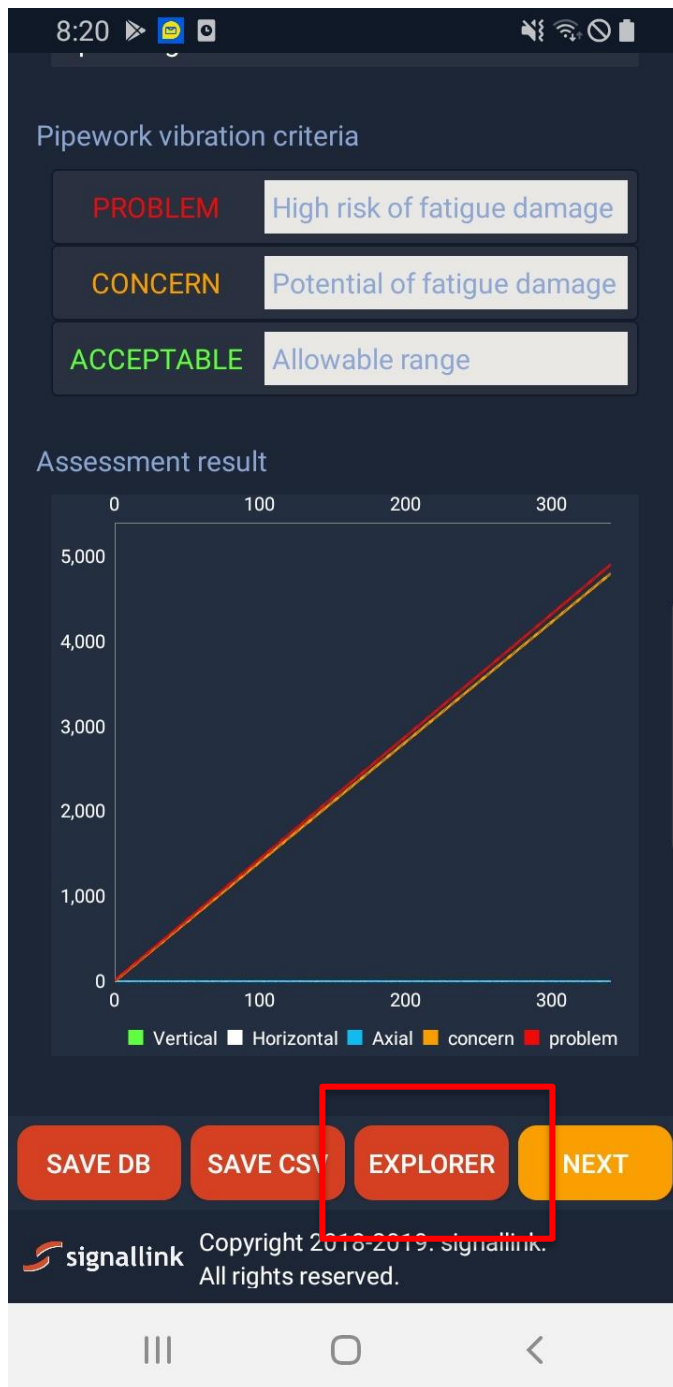 8:20
Pipework vibration criteria
PROBLEM High risk of fatigue damage
CONCERN Potential of fatigue damage
ACCEPTABLE Allowable range
Assessment result
0 100 200 300
5,000
4,000
3,000
2,000
1,000
0
0 100 200 300
Vertical Horizontal Axial concern problem
SAVE DB SAVE CSV EXPLORER NEXT
signallink Copyright 2018-2019. signallink.
All rights reserved.